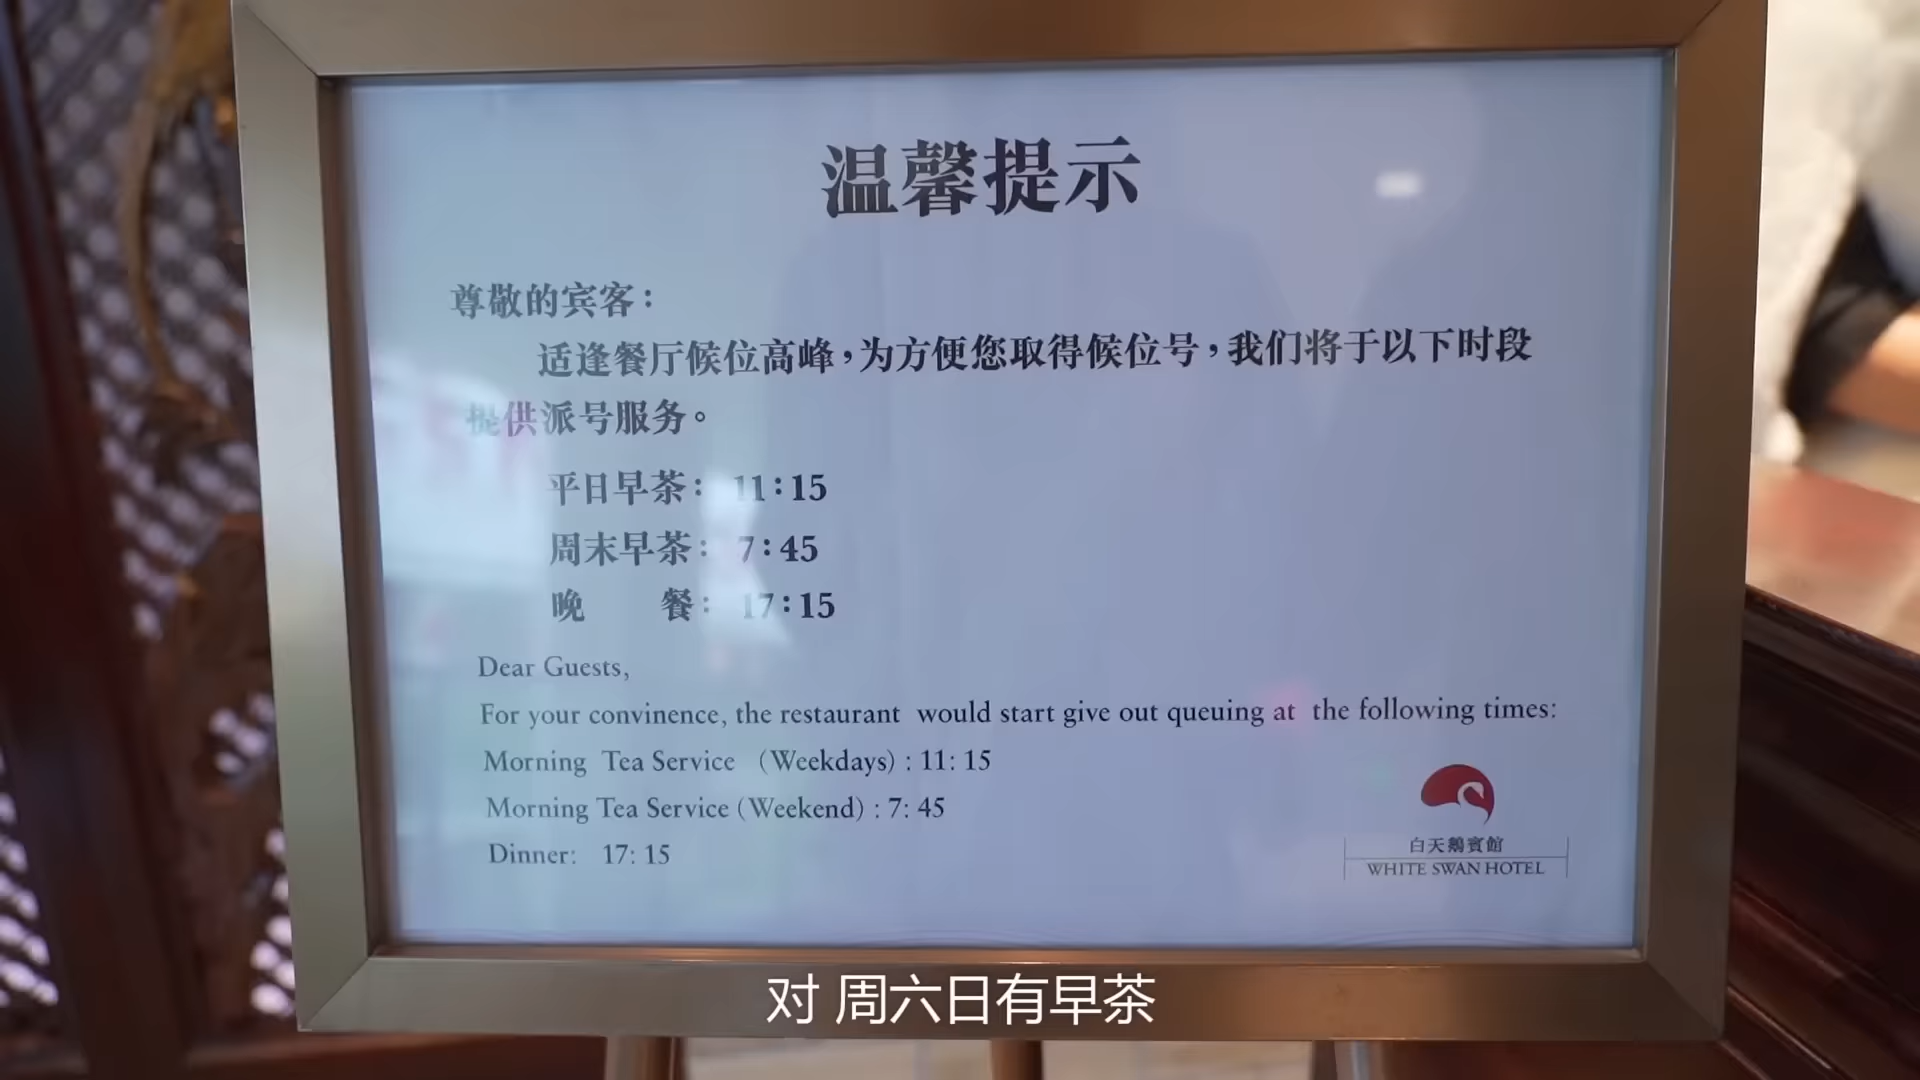 温馨提示
尊敬的宾客：
适逢餐厅候位高峰，为方便您取得候位号，我们将于以下时段
提供派号服务。
平日早茶： 11：15
周末早茶： 7：45
晚 餐： 17：15
Dear Guests,
For your convinence, the restaurant would start give out queuing at the following times:
Morning Tea Service (Weekdays) : 11: 15
Morning Tea Service (Weekend) : 7: 45
Dinner: 17: 15
白天鵝賓館
WHITE SWAN HOTEL
对 周六日有早茶